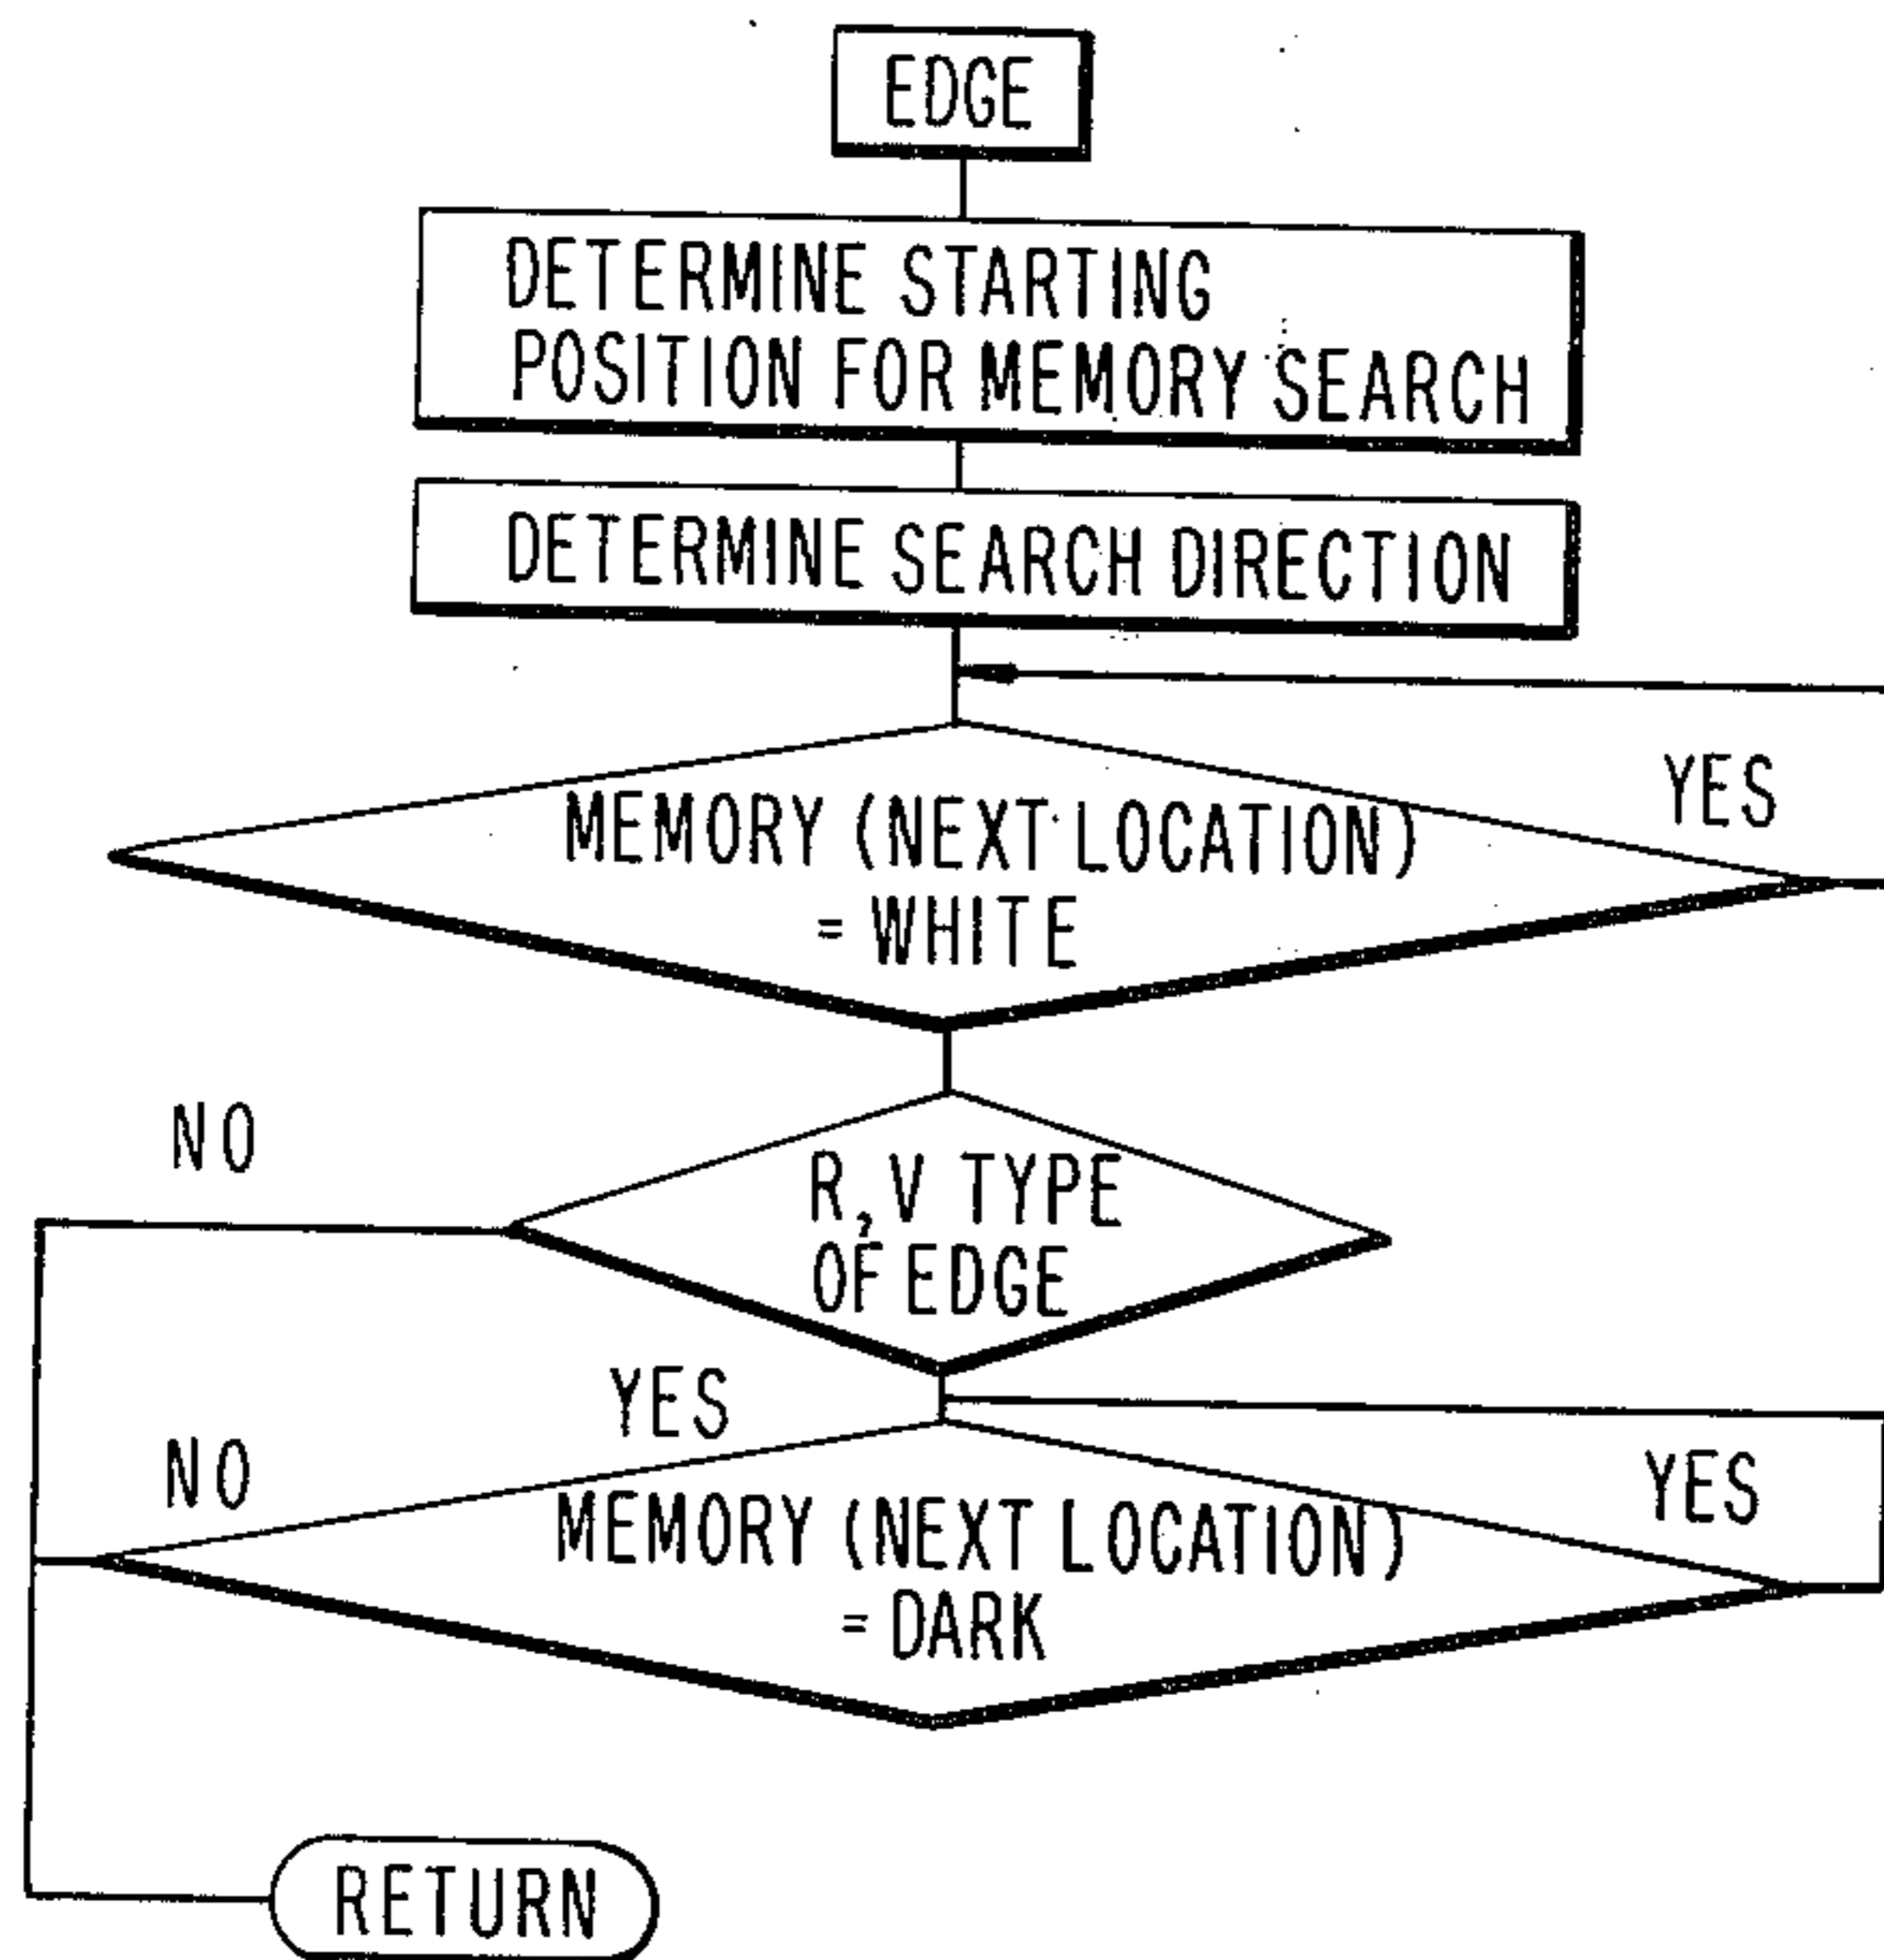 EDGE
DETERMINE STARTING
POSITION FOR MEMORY SEARCH
DETERMINE SEARCH DIRECTION
YES
MEMORY (NEXT LOCATION)
= WHITE
NO
R, V TYPE
OF EDGE
YES
NO
YES
MEMORY (NEXT LOCATION)
= DARK
RETURN